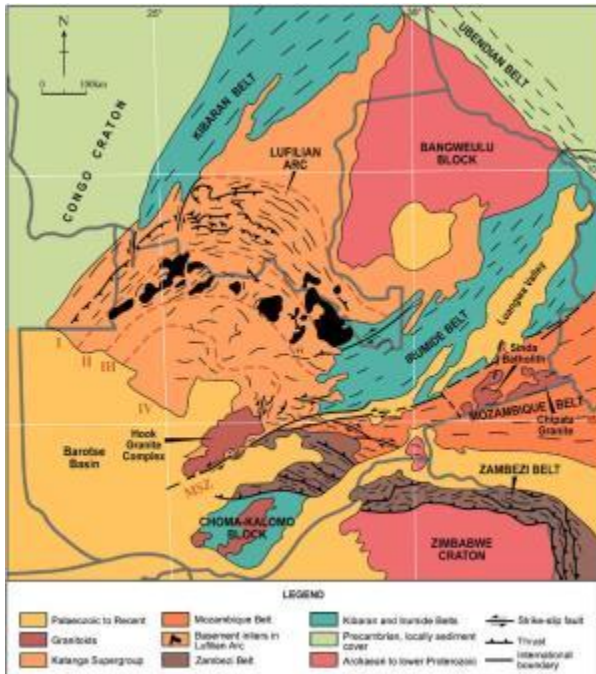 25°
N
0 100Km
UBENDIAN BELT
KIBARAN BELT
CONGO CRATON
LUFILIAN
ARC
BANGWEULU
BLOCK
Luangwa Valley
IRUMIDE BELT
Sinda
Batholith
I
II
III
IV
MOZAMBIQUE BELT
Chipata
Granite
Hook
Granite
Complex
Barotse
Basin
MSZ
ZAMBEZI BELT
CHOMA-KALOMO
BLOCK
ZIMBABWE
CRATON
LEGEND
Palaeozoic to Recent
Mozambique Belt
Kibaran and Irumide Belts
Strike-slip fault
Granitoids
Basement inliers in
Lufilian Arc
Precambrian, locally sediment
cover
Thrust
Katanga Supergroup
Zambezi Belt
Archaean to lower Proterozoic
International
boundary